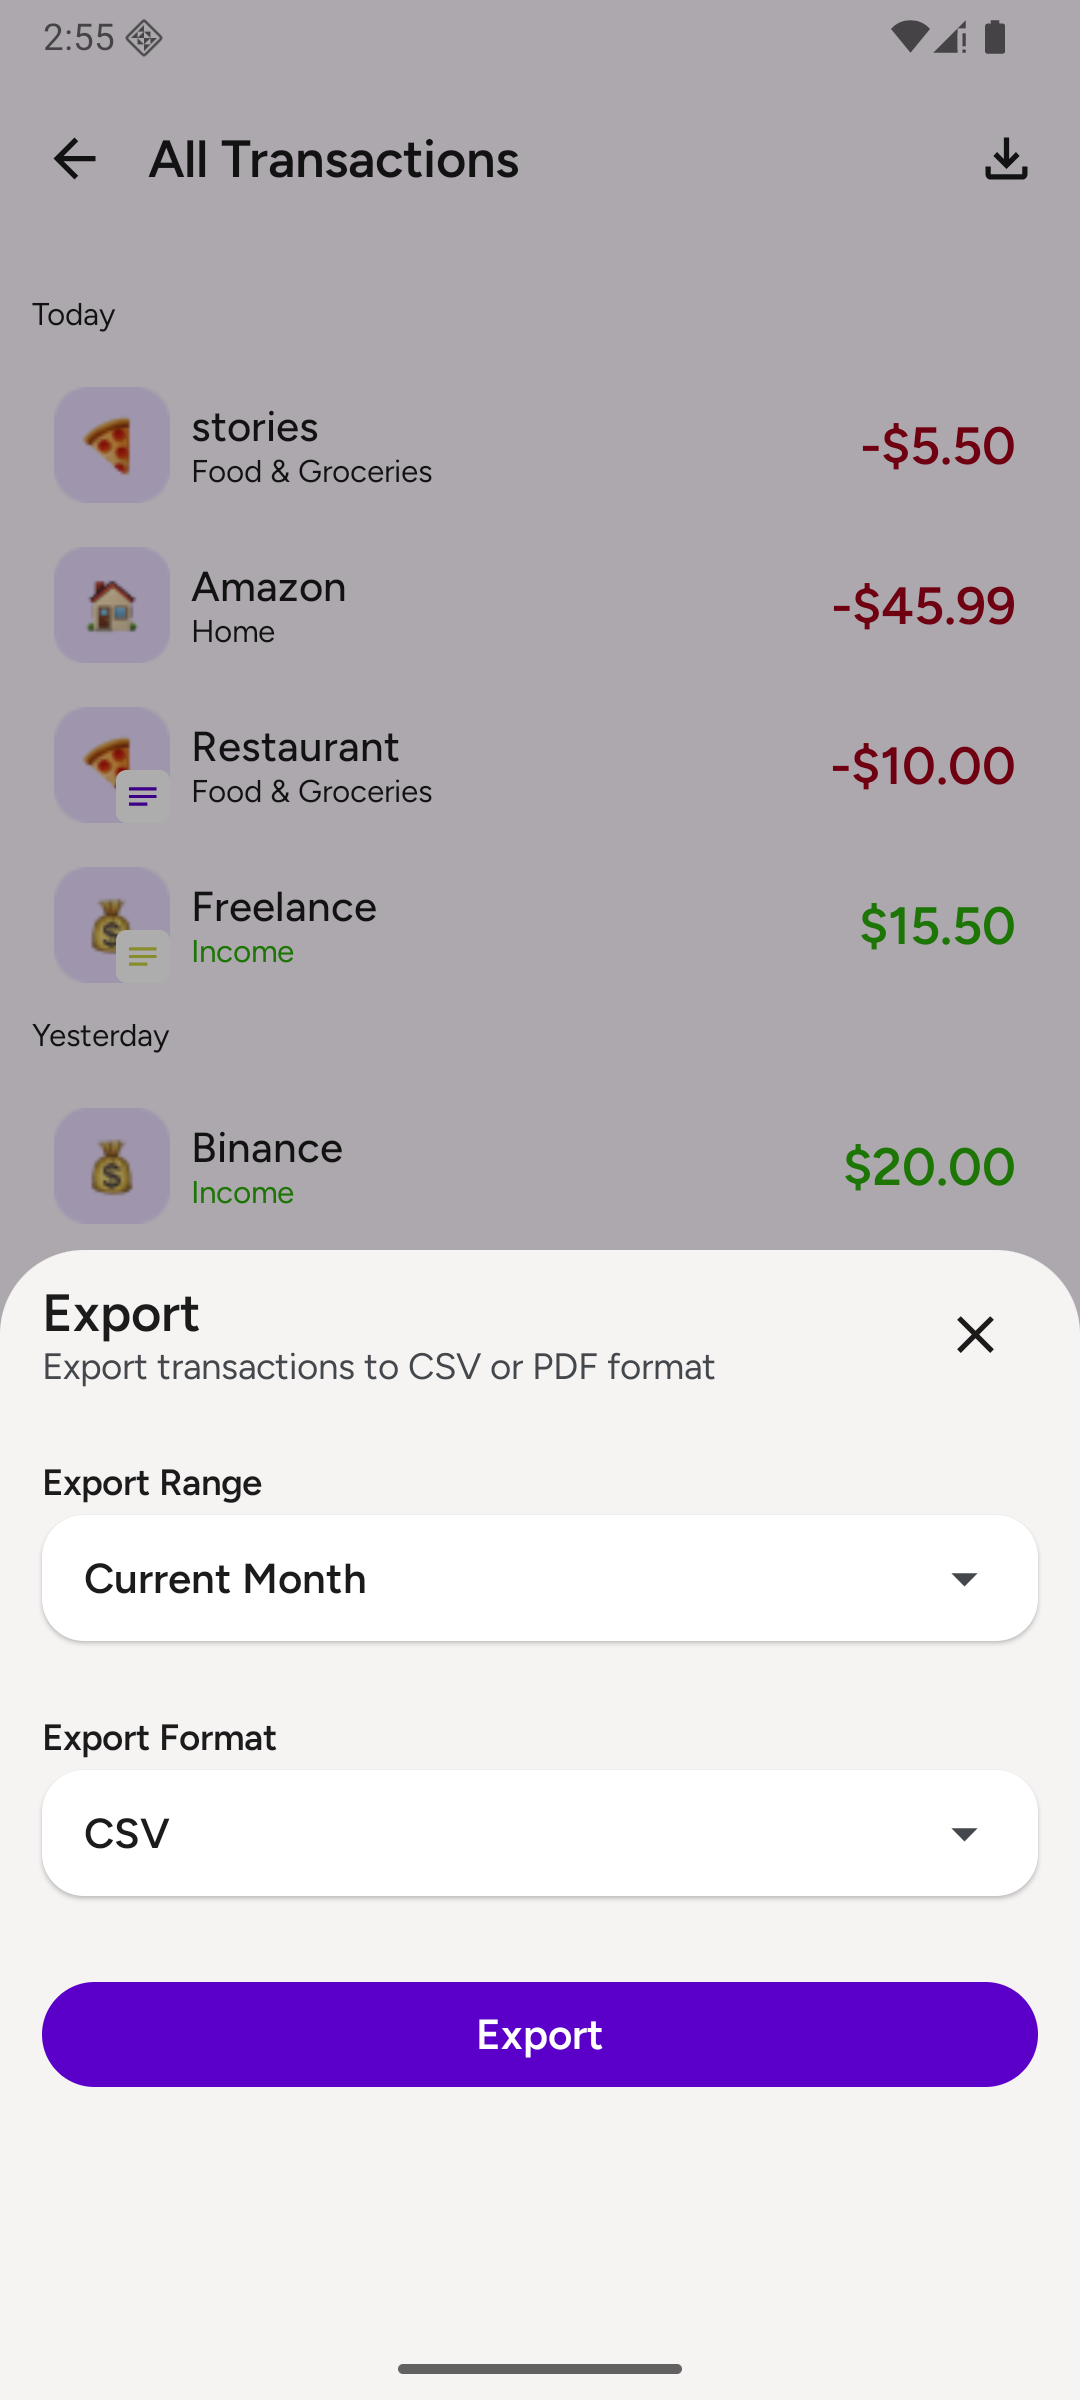 2:55
All Transactions
Today
stories
Food & Groceries
-$5.50
Amazon
Home
-$45.99
Restaurant
Food & Groceries
-$10.00
Freelance
Income
$15.50
Yesterday
Binance
Income
$20.00
Export
Export transactions to CSV or PDF format
Export Range
Current Month
Export Format
CSV
Export